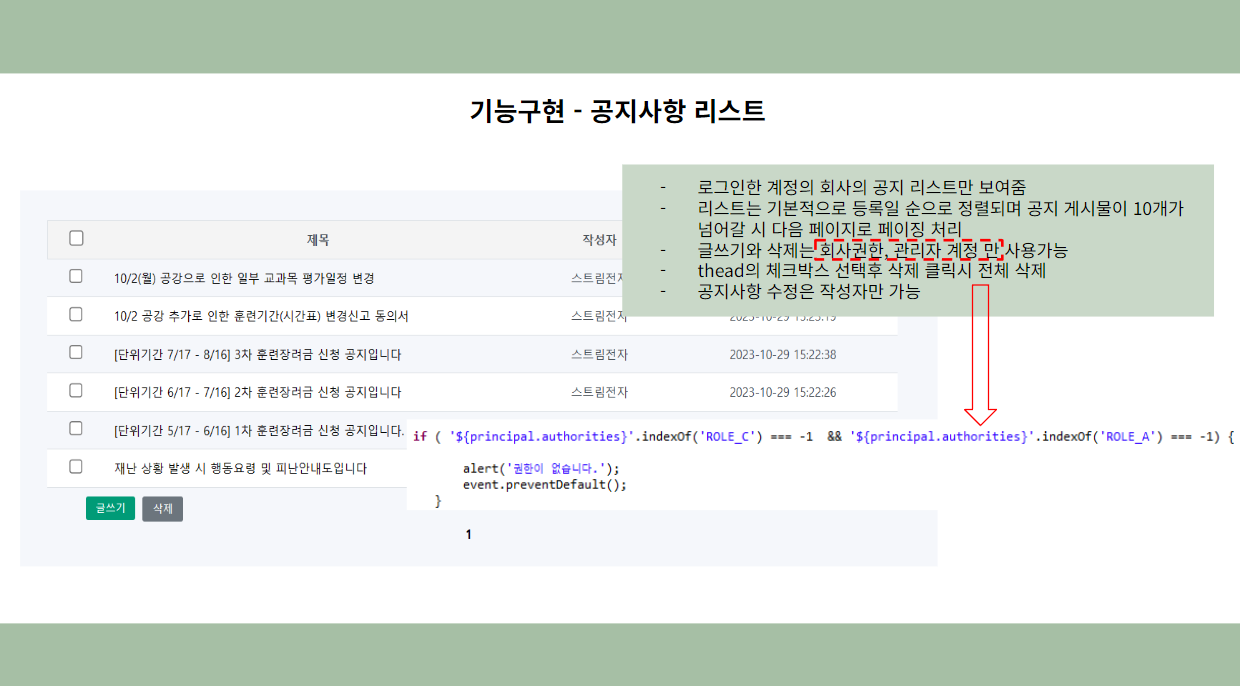 기능구현 - 공지사항 리스트
- 로그인한 계정의 회사의 공지 리스트만 보여줌
- 리스트는 기본적으로 등록일 순으로 정렬되며 공지 게시물이 10개가
넘어갈 시 다음 페이지로 페이징 처리
- 글쓰기와 삭제는 회사권한, 관리자 계정 만 사용가능
- thead의 체크박스 선택후 삭제 클릭시 전체 삭제
- 공지사항 수정은 작성자만 가능
제목 작성자
10/2(월) 공강으로 인한 일부 교과목 평가일정 변경 스트림전자
10/2 공강 추가로 인한 훈련기간(시간표) 변경신고 동의서 스트림전자 2023-10-29 15:23:19
[단위기간 7/17 - 8/16] 3차 훈련장려금 신청 공지입니다 스트림전자 2023-10-29 15:22:38
[단위기간 6/17 - 7/16] 2차 훈련장려금 신청 공지입니다 스트림전자 2023-10-29 15:22:26
[단위기간 5/17 - 6/16] 1차 훈련장려금 신청 공지입니다.
재난 상황 발생 시 행동요령 및 피난안내도입니다
글쓰기 삭제
if ( '${principal.authorities}'.indexOf('ROLE_C') === -1 && '${principal.authorities}'.indexOf('ROLE_A') === -1) {
alert('권한이 없습니다.');
event.preventDefault();
}
1